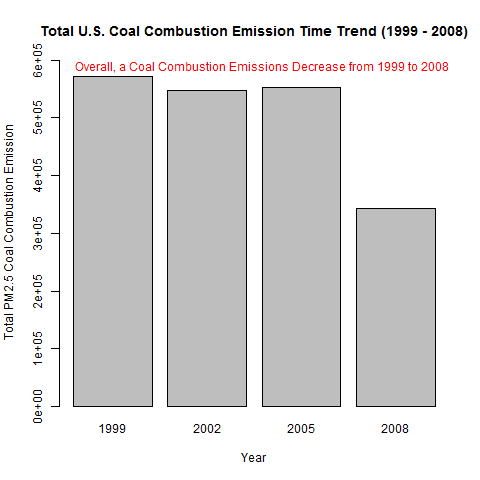 Total U.S. Coal Combustion Emission Time Trend (1999 - 2008)
Overall, a Coal Combustion Emissions Decrease from 1999 to 2008
Total PM2.5 Coal Combustion Emission
6e+05
5e+05
4e+05
3e+05
2e+05
1e+05
0e+00
1999 2002 2005 2008
Year